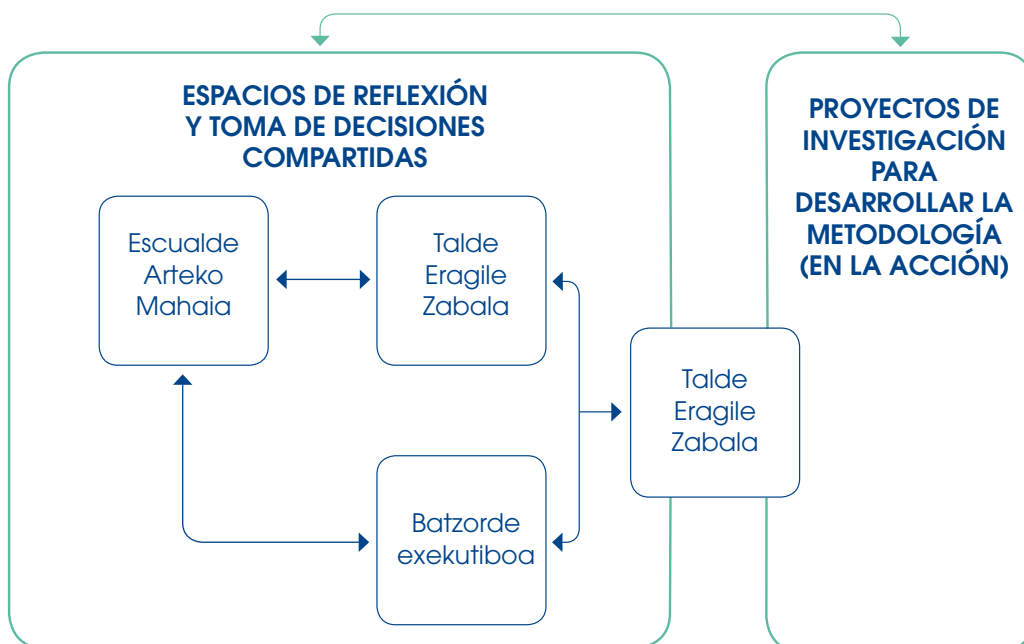 ESPACIOS DE REFLEXIÓN
Y TOMA DE DECISIONES
COMPARTIDAS
PROYECTOS DE
INVESTIGACIÓN
PARA
DESARROLLAR LA
METODOLOGÍA
(EN LA ACCIÓN)
Escualde
Arteko
Mahaia
Talde
Eragile
Zabala
Talde
Eragile
Zabala
Batzorde
exekutiboa